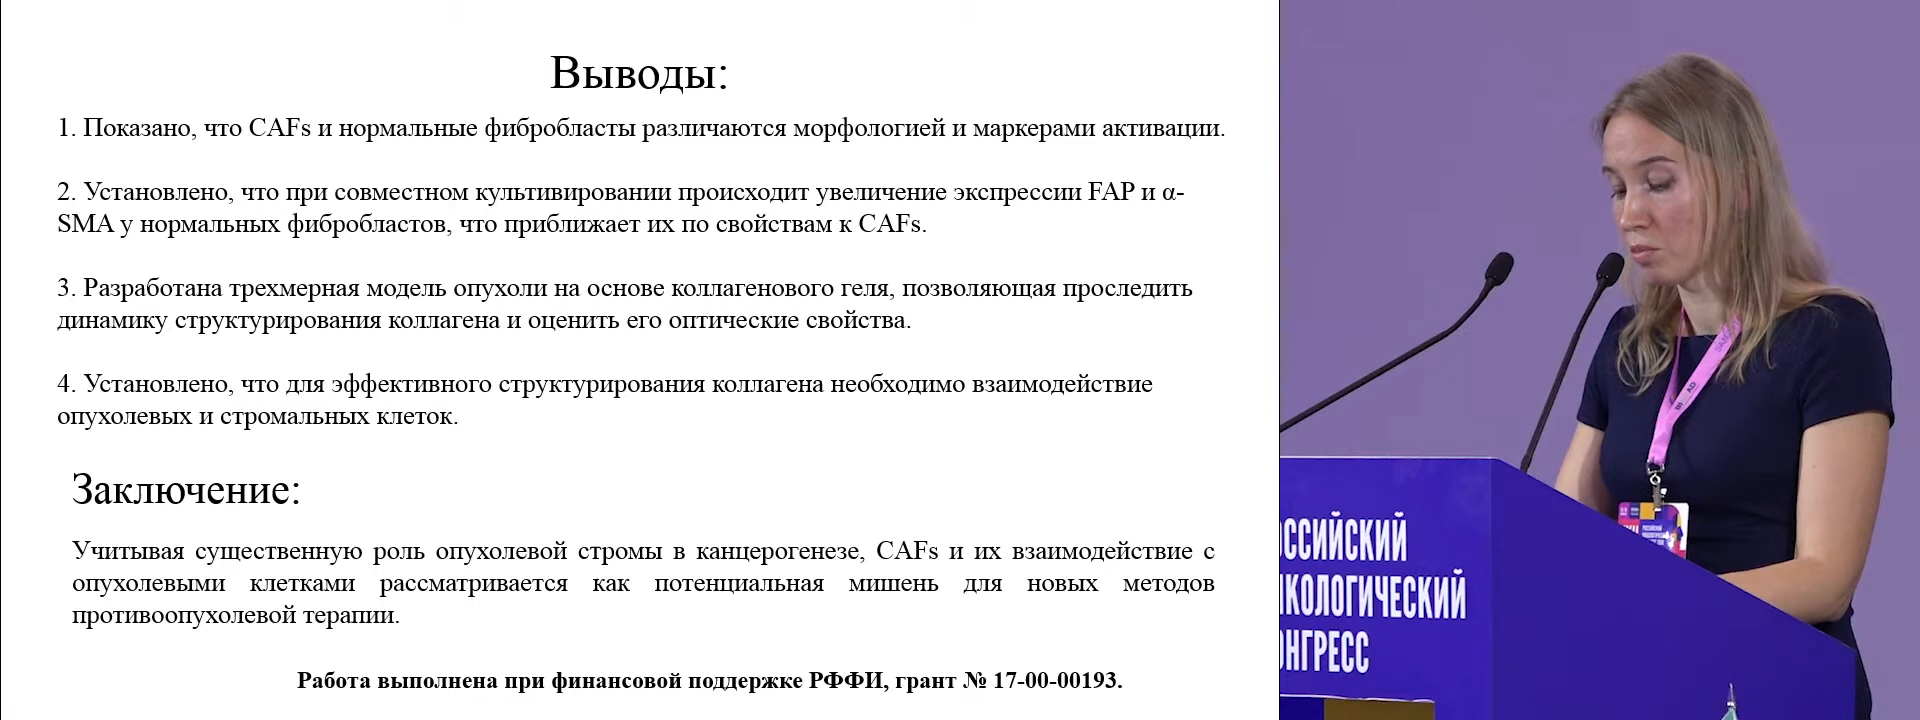 Выводы:
1. Показано, что CAFs и нормальные фибробласты различаются морфологией и маркерами активации.
2. Установлено, что при совместном культивировании происходит увеличение экспрессии FAP и α-
SMA у нормальных фибробластов, что приближает их по свойствам к CAFs.
3. Разработана трехмерная модель опухоли на основе коллагенового геля, позволяющая проследить
динамику структурирования коллагена и оценить его оптические свойства.
4. Установлено, что для эффективного структурирования коллагена необходимо взаимодействие
опухолевых и стромальных клеток.
Заключение:
Учитывая существенную роль опухолевой стромы в канцерогенезе, CAFs и их взаимодействие с
опухолевыми клетками рассматривается как потенциальная мишень для новых методов
противоопухолевой терапии.
Работа выполнена при финансовой поддержке РФФИ, грант № 17-00-00193.
ОССИЙСКИЙ
НКОЛОГИЧЕСКИЙ
ОНГРЕСС